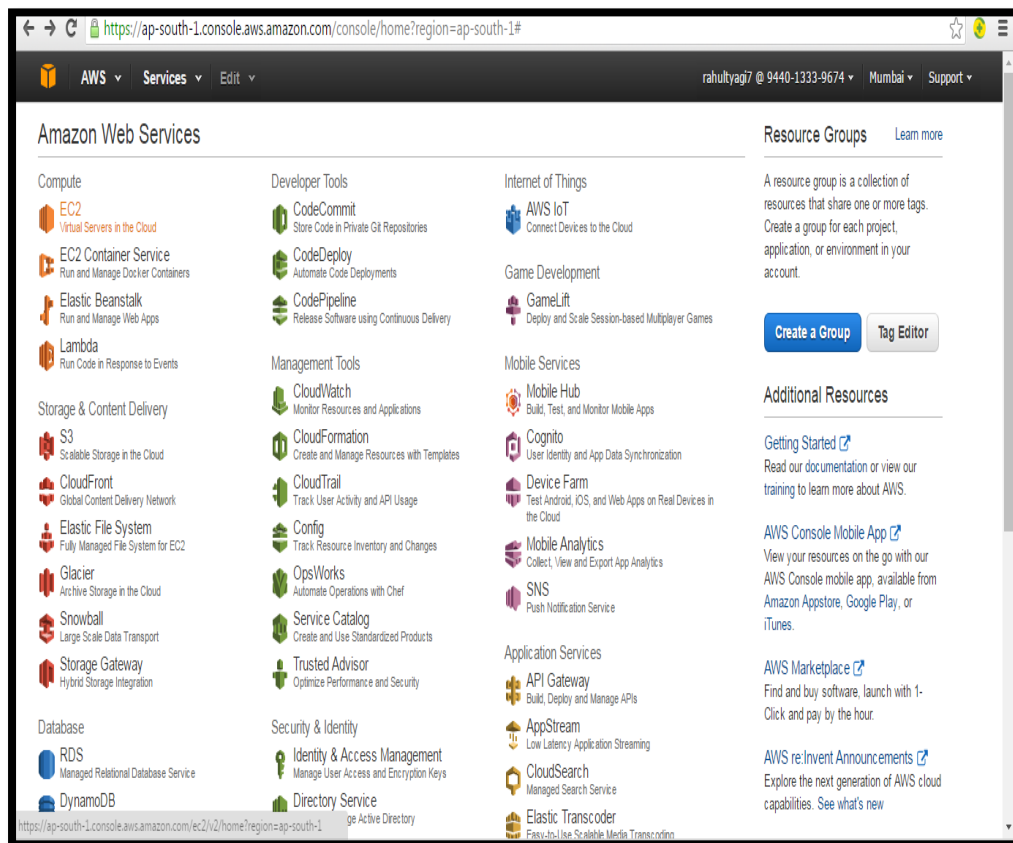 https://ap-south-1.console.aws.amazon.com/console/home?region=ap-south-1#
AWS
Services
Edit
rahultyagi7 @ 9440-1333-9674
Mumbai
Support
Amazon Web Services
Compute
EC2
Virtual Servers in the Cloud
EC2 Container Service
Run and Manage Docker Containers
Elastic Beanstalk
Run and Manage Web Apps
Lambda
Run Code in Response to Events
Storage & Content Delivery
S3
Scalable Storage in the Cloud
CloudFront
Global Content Delivery Network
Elastic File System
Fully Managed File System for EC2
Glacier
Archive Storage in the Cloud
Snowball
Large Scale Data Transport
Storage Gateway
Hybrid Storage Integration
Database
RDS
Managed Relational Database Service
DynamoDB
Developer Tools
CodeCommit
Store Code in Private Git Repositories
CodeDeploy
Automate Code Deployments
CodePipeline
Release Software using Continuous Delivery
Management Tools
CloudWatch
Monitor Resources and Applications
CloudFormation
Create and Manage Resources with Templates
CloudTrail
Track User Activity and API Usage
Config
Track Resource Inventory and Changes
OpsWorks
Automate Operations with Chef
Service Catalog
Create and Use Standardized Products
Trusted Advisor
Optimize Performance and Security
Security & Identity
Identity & Access Management
Manage User Access and Encryption Keys
Directory Service
ge Active Directory
Internet of Things
AWS IoT
Connect Devices to the Cloud
Game Development
GameLift
Deploy and Scale Session-based Multiplayer Games
Mobile Services
Mobile Hub
Build, Test, and Monitor Mobile Apps
Cognito
User Identity and App Data Synchronization
Device Farm
Test Android, iOS, and Web Apps on Real Devices in
the Cloud
Mobile Analytics
Collect, View and Export App Analytics
SNS
Push Notification Service
Application Services
API Gateway
Build, Deploy and Manage APIs
AppStream
Low Latency Application Streaming
CloudSearch
Managed Search Service
Elastic Transcoder
Easy-to-Use Scalable Media Transcoding
Resource Groups
Learn more
A resource group is a collection of
resources that share one or more tags.
Create a group for each project,
application, or environment in your
account.
Create a Group
Tag Editor
Additional Resources
Getting Started
Read our documentation or view our
training to learn more about AWS.
AWS Console Mobile App
View your resources on the go with our
AWS Console mobile app, available from
Amazon Appstore, Google Play, or
iTunes.
AWS Marketplace
Find and buy software, launch with 1-
Click and pay by the hour.
AWS re:Invent Announcements
Explore the next generation of AWS cloud
capabilities. See what's new
https://ap-south-1.console.aws.amazon.com/ec2/v2/home?region=ap-south-1